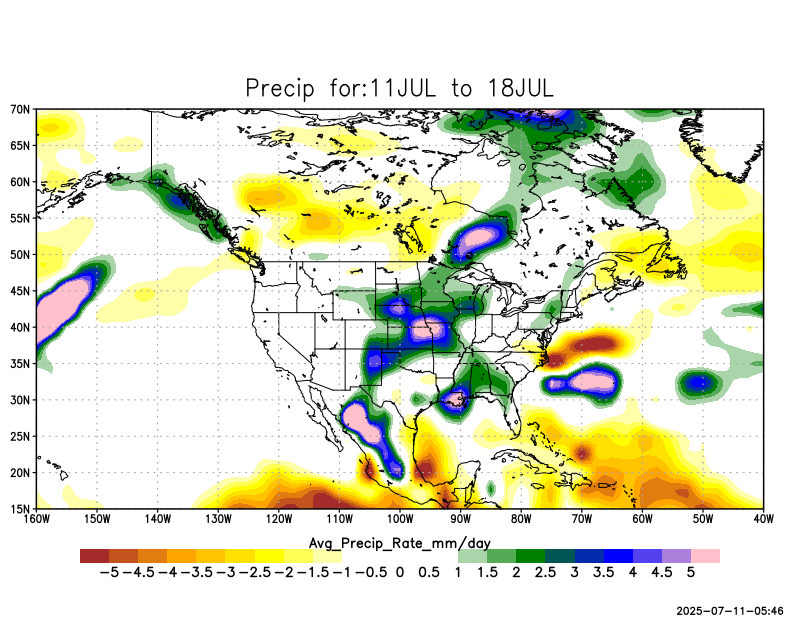 Precip for:11JUL to 18JUL
70N
65N
60N
55N
50N
45N
40N
35N
30N
25N
20N
15N
160W 150W 140W 130W 120W 110W 100W 90W 80W 70W 60W 50W 40W
Avg_Precip_Rate_mm/day
-5 -4.5 -4 -3.5 -3 -2.5 -2 -1.5 -1 -0.5 0 0.5 1 1.5 2 2.5 3 3.5 4 4.5 5
2025-07-11-05:46